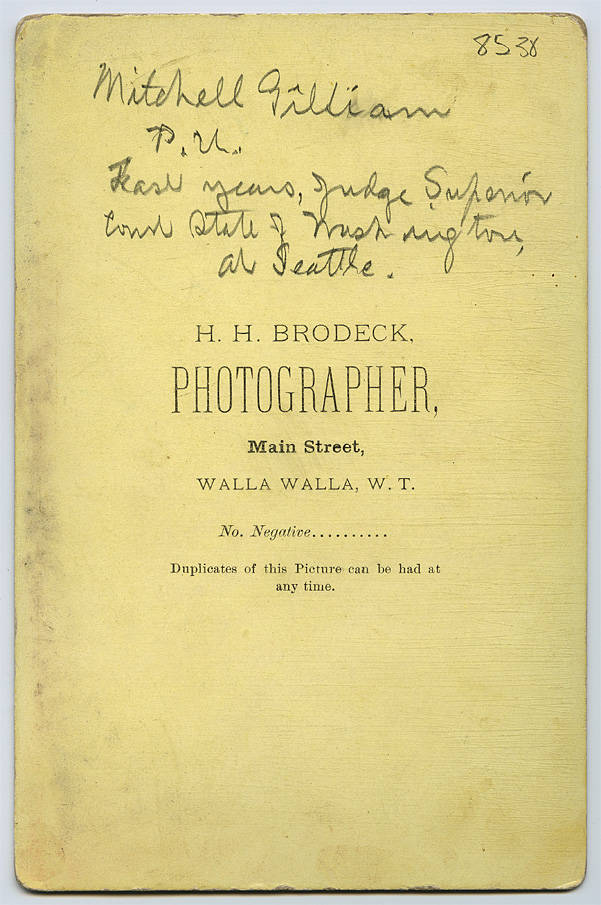 8538
Mitchell Gilliam
P.U.
years, Judge Superior
Court State of Washington,
at Seattle.
H. H. BRODECK,
PHOTOGRAPHER,
Main Street,
WALLA WALLA, W. T.
No. Negative..........
Duplicates of this Picture can be had at
any time.